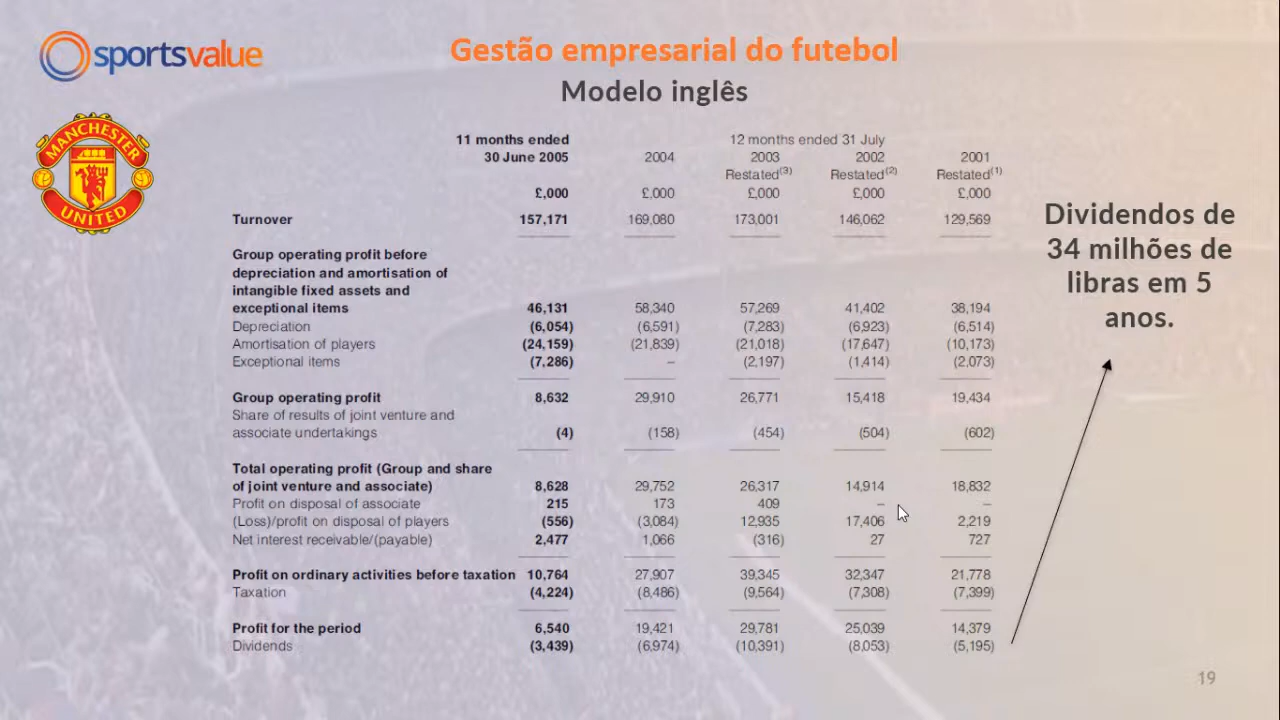 sportsvalue
Gestão empresarial do futebol
Modelo inglês
MANCHESTER
UNITED
11 months ended 12 months ended 31 July
30 June 2005 2004 2003 2002 2001
Restated(3) Restated(2) Restated(1)
£,000 £,000 £,000 £,000 £,000
Turnover 157,171 169,080 173,001 146,062 129,569
Group operating profit before
depreciation and amortisation of
intangible fixed assets and
exceptional items 46,131 58,340 57,269 41,402 38,194
Depreciation (6,054) (6,591) (7,283) (6,923) (6,514)
Amortisation of players (24,159) (21,839) (21,018) (17,647) (10,173)
Exceptional items (7,286) – (2,197) (1,414) (2,073)
Group operating profit 8,632 29,910 26,771 15,418 19,434
Share of results of joint venture and
associate undertakings (4) (158) (454) (504) (602)
Total operating profit (Group and share
of joint venture and associate) 8,628 29,752 26,317 14,914 18,832
Profit on disposal of associate 215 173 409 – –
(Loss)/profit on disposal of players (556) (3,084) 12,935 17,406 2,219
Net interest receivable/(payable) 2,477 1,066 (316) 27 727
Profit on ordinary activities before taxation 10,764 27,907 39,345 32,347 21,778
Taxation (4,224) (8,486) (9,564) (7,308) (7,399)
Profit for the period 6,540 19,421 29,781 25,039 14,379
Dividends (3,439) (6,974) (10,391) (8,053) (5,195)
Dividendos de
34 milhões de
libras em 5
anos.
19